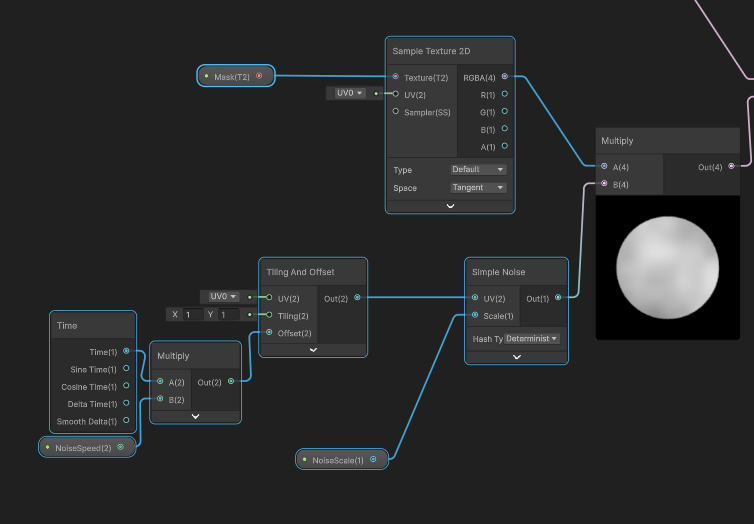 Sample Texture 2D
Mask(T2)
Texture(T2)
RGBA(4)
UV0
UV(2)
R(1)
Sampler(SS)
G(1)
B(1)
A(1)
Type
Default
Space
Tangent
Multiply
A(4)
Out(4)
B(4)
Tiling And Offset
UV0
UV(2)
Out(2)
X 1 Y 1
Tiling(2)
Offset(2)
Simple Noise
UV(2)
Out(1)
Scale(1)
Hash Ty
Determinist
Time
Time(1)
Sine Time(1)
Cosine Time(1)
Delta Time(1)
Smooth Delta(1)
Multiply
A(2)
Out(2)
B(2)
NoiseSpeed(2)
NoiseScale(1)